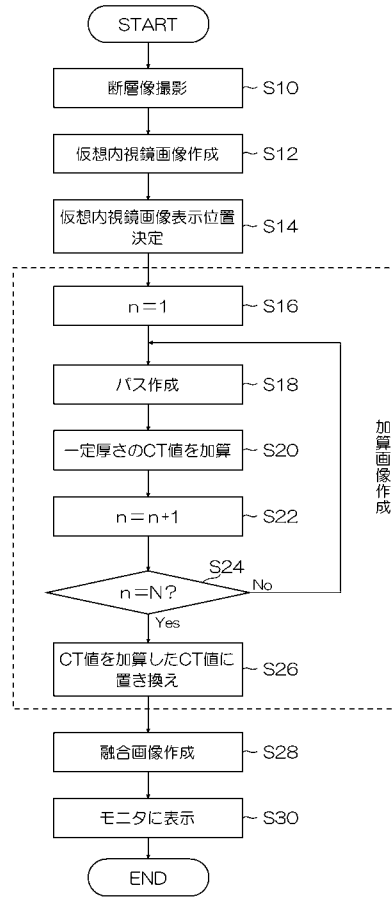 START
断層像撮影
S10
仮想内視鏡画像作成
S12
仮想内視鏡画像表示位置
決定
S14
n=1
S16
パス作成
S18
一定厚さのCT値を加算
S20
n=n+1
S22
n=N?
S24
No
Yes
CT値を加算したCT値に
置き換え
S26
加算画像作成
融合画像作成
S28
モニタに表示
S30
END